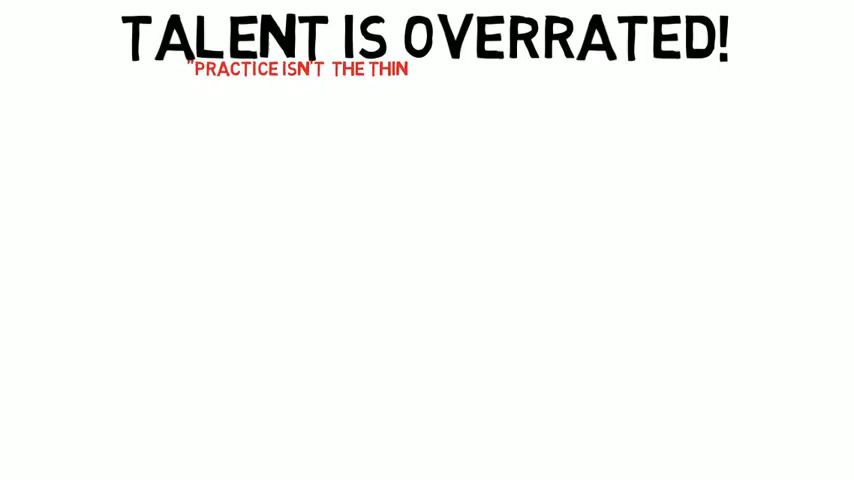 TALENT IS OVERRATED!
"PRACTICE ISN'T THE THIN